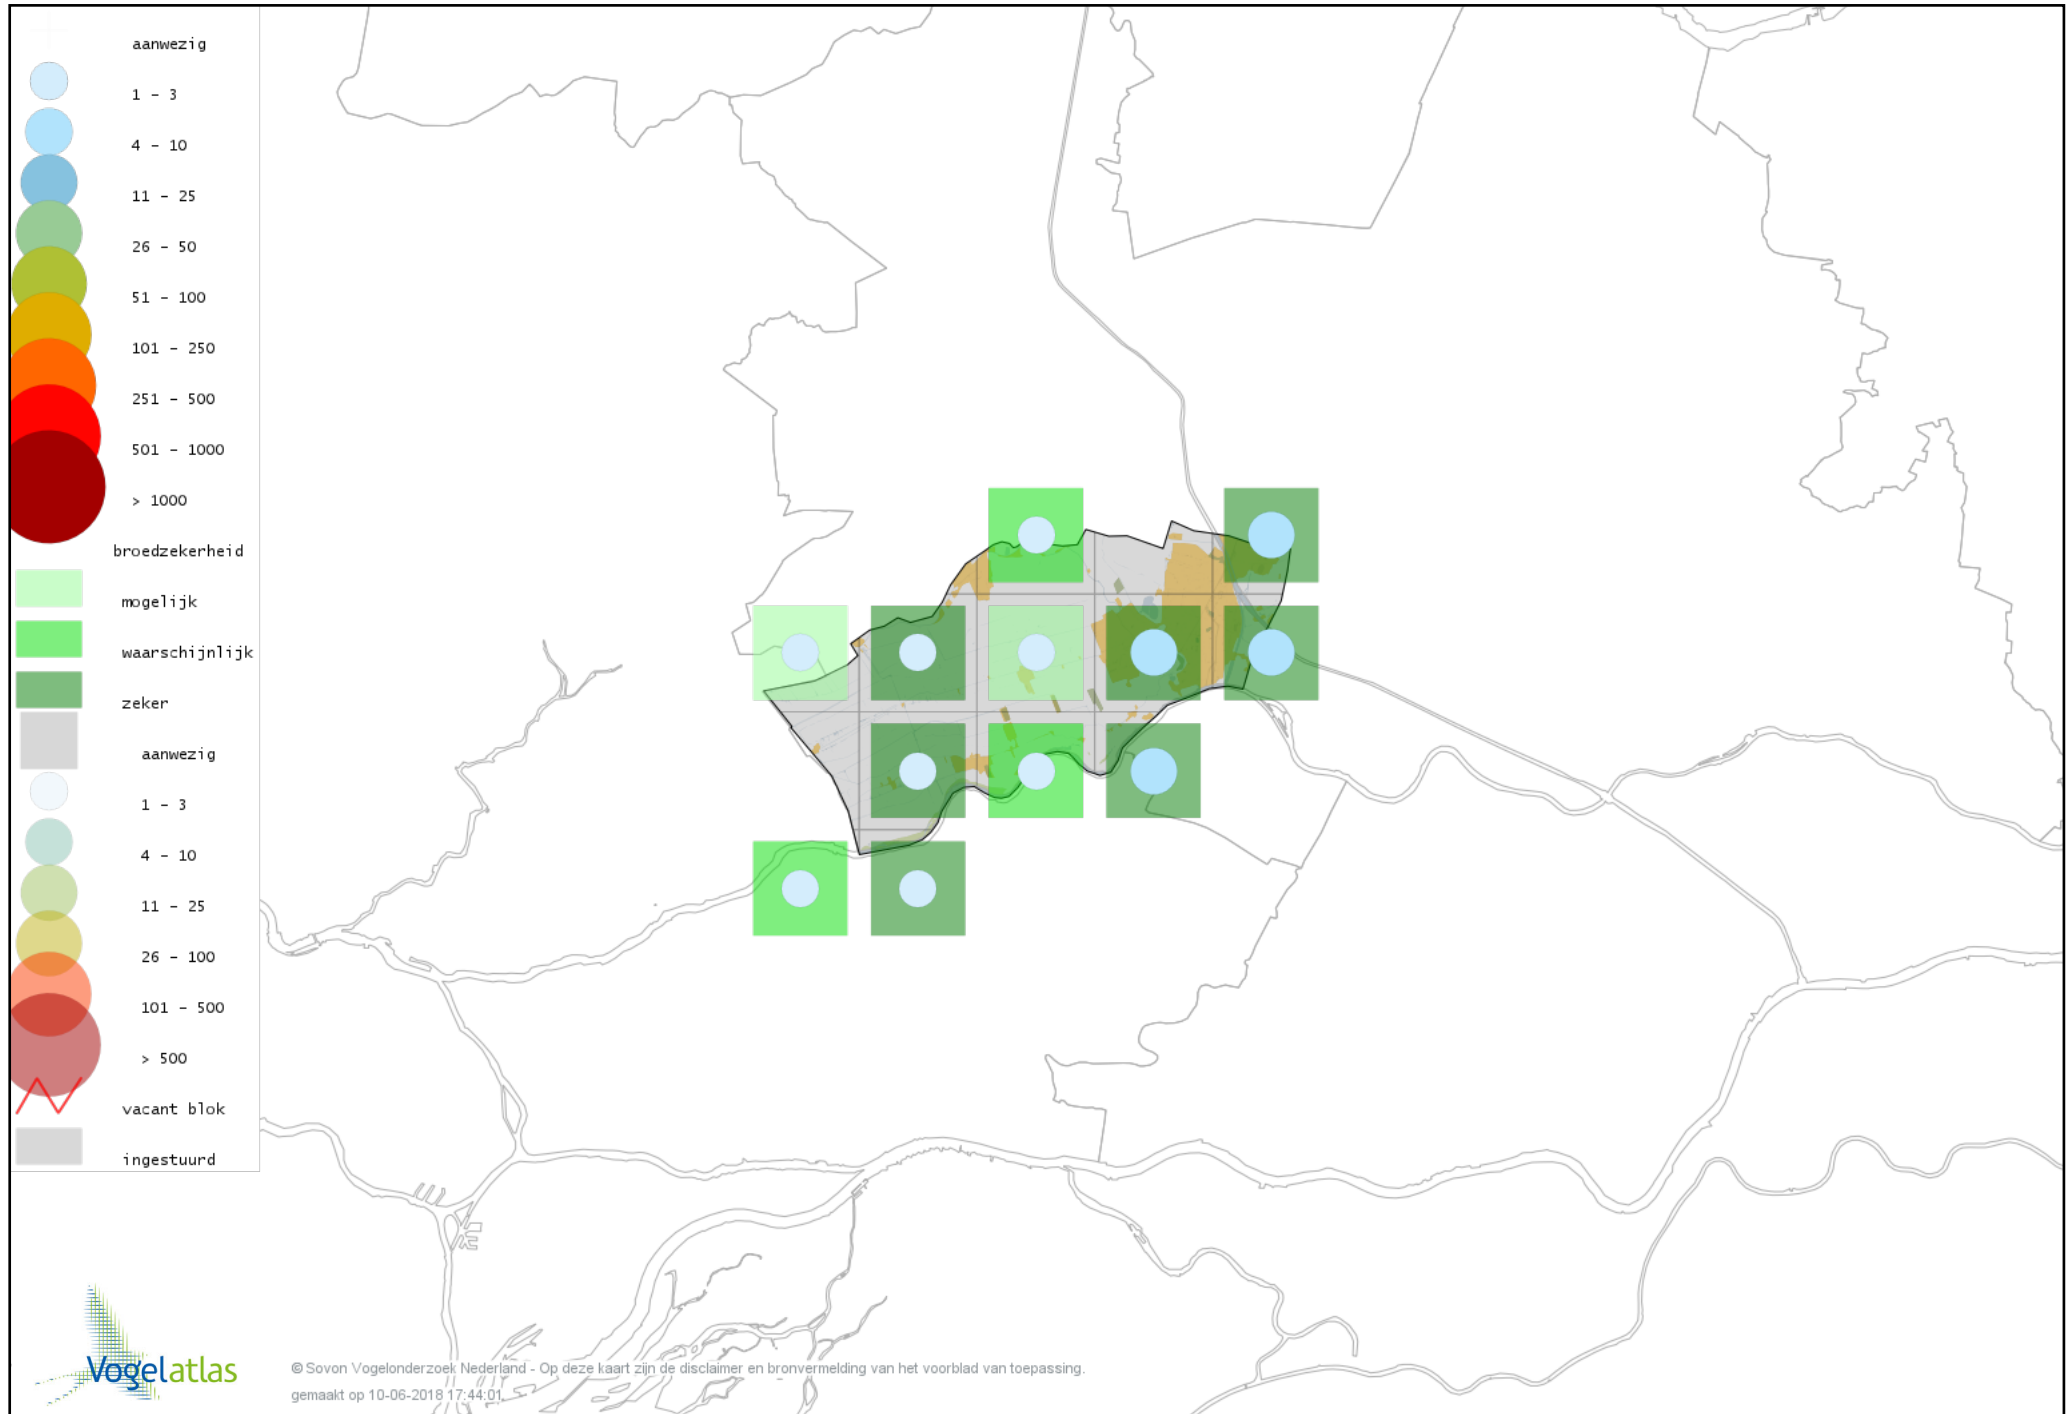 aanwezig
1 – 3
4 – 10
11 – 25
26 – 50
51 – 100
101 – 250
251 – 500
501 – 1000
> 1000
broedzekerheid
mogelijk
waarschijnlijk
zeker
aanwezig
1 – 3
4 – 10
11 – 25
26 – 100
101 – 500
> 500
vacant blok
ingestuurd
Vogelatlas
© Sovon Vogelonderzoek Nederland - Op deze kaart zijn de disclaimer en bronvermelding van het voorblad van toepassing.
gemaakt op 10-06-2018 17:44:01